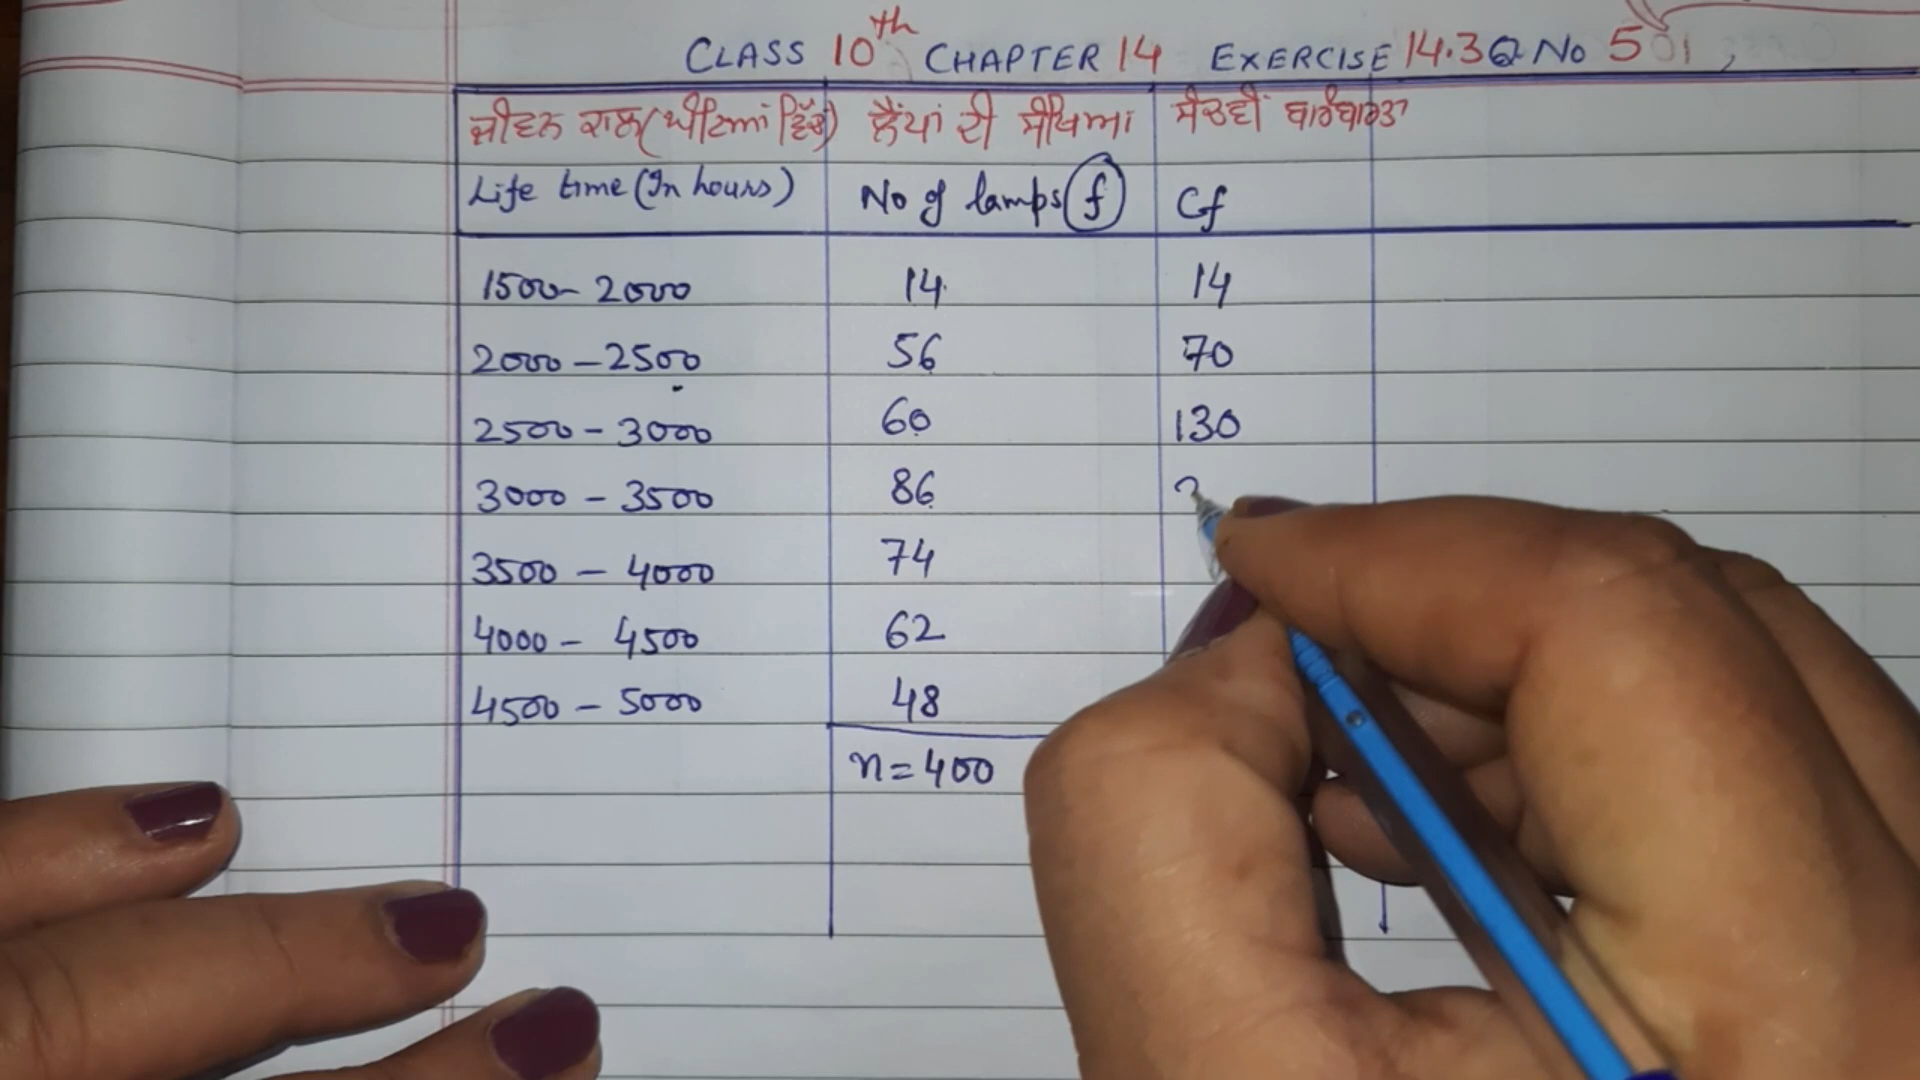 CLASS 10th CHAPTER 14 EXERCISE 14.3 Q No 5
ਜੀਵਨ ਕਾਲ (ਘੰਟਿਆਂ ਵਿੱਚ) ਲੈਂਪਾਂ ਦੀ ਸੰਖਿਆ ਸੰਚਵੀਂ ਬਾਰੰਬਾਰਤਾ
Life time (In hours) No of lamps (f) Cf
1500 - 2000 14 14
2000 - 2500 56 70
2500 - 3000 60 130
3000 - 3500 86
3500 - 4000 74
4000 - 4500 62
4500 - 5000 48
n = 400